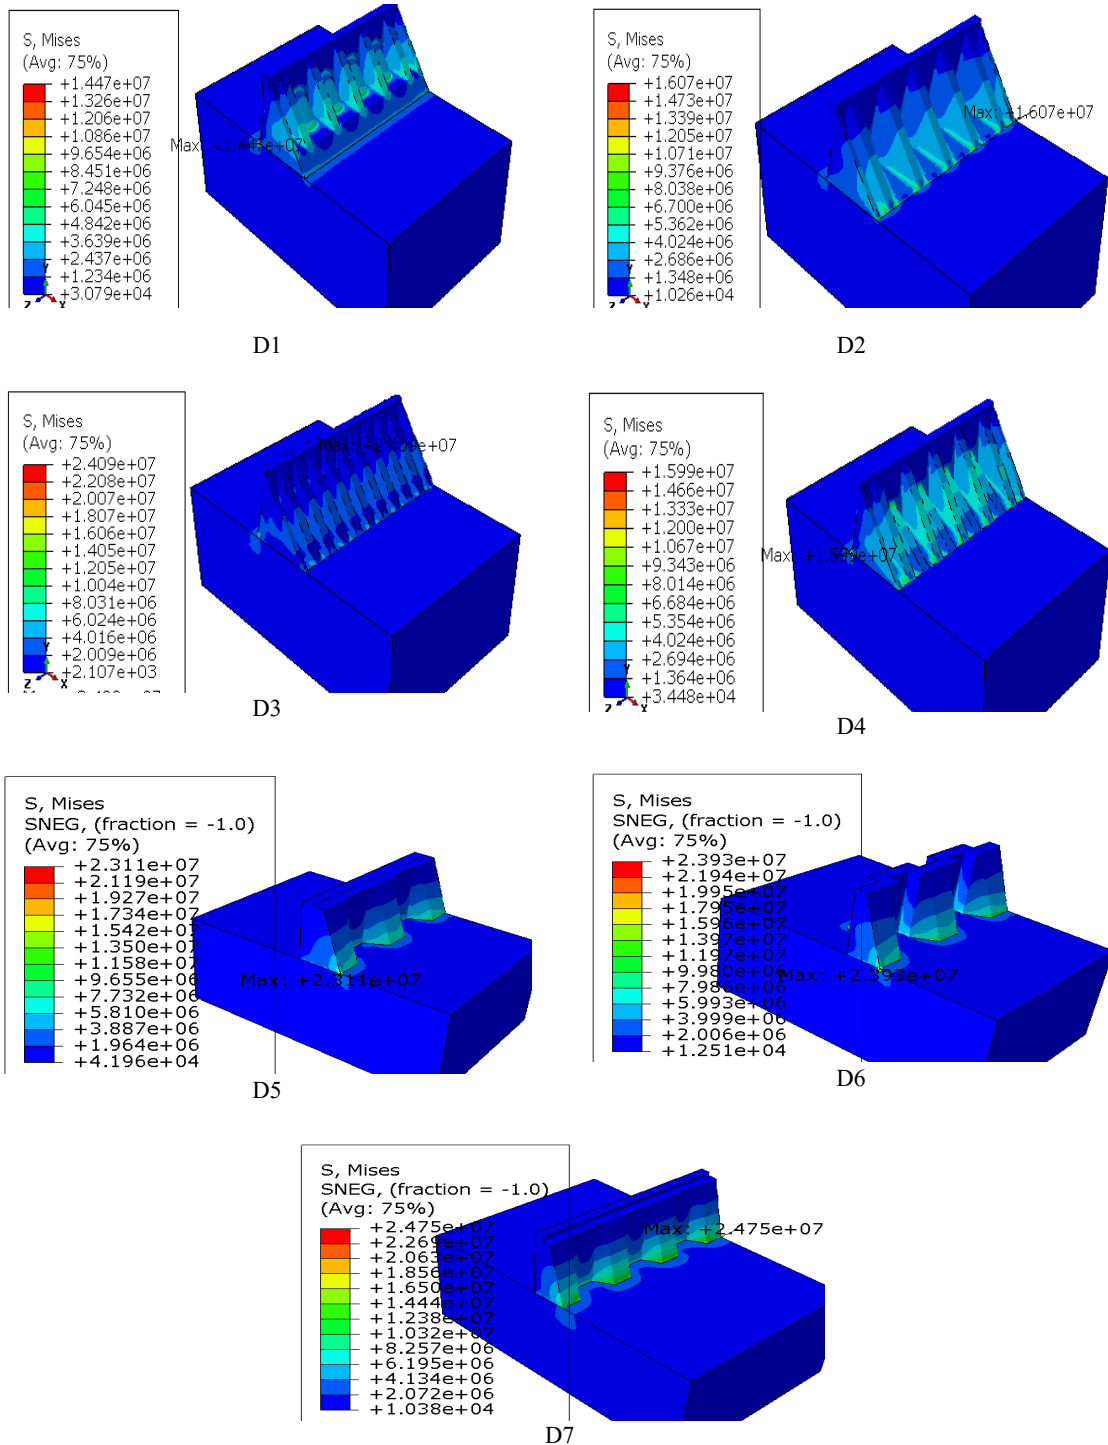 S, Mises
(Avg: 75%)
+1.447e+07
+1.326e+07
+1.206e+07
+1.086e+07
+9.654e+06
+8.451e+06
+7.248e+06
+6.045e+06
+4.842e+06
+3.639e+06
+2.437e+06
+1.234e+06
+3.079e+04
Y
Z X
Max: +1.447e+07
D1
S, Mises
(Avg: 75%)
+1.607e+07
+1.473e+07
+1.339e+07
+1.205e+07
+1.071e+07
+9.376e+06
+8.038e+06
+6.700e+06
+5.362e+06
+4.024e+06
+2.686e+06
+1.348e+06
+1.026e+04
Y
Z X
Max: +1.607e+07
D2
S, Mises
(Avg: 75%)
+2.409e+07
+2.208e+07
+2.007e+07
+1.807e+07
+1.606e+07
+1.405e+07
+1.205e+07
+1.004e+07
+8.031e+06
+6.024e+06
+4.016e+06
+2.009e+06
+2.107e+03
Y
Z X
Max: +2.409e+07
D3
S, Mises
(Avg: 75%)
+1.599e+07
+1.466e+07
+1.333e+07
+1.200e+07
+1.067e+07
+9.343e+06
+8.014e+06
+6.684e+06
+5.354e+06
+4.024e+06
+2.694e+06
+1.364e+06
+3.448e+04
Y
Z X
Max: +1.599e+07
D4
S, Mises
SNEG, (fraction = -1.0)
(Avg: 75%)
+2.311e+07
+2.119e+07
+1.927e+07
+1.734e+07
+1.542e+07
+1.350e+07
+1.158e+07
+9.655e+06
+7.732e+06
+5.810e+06
+3.887e+06
+1.964e+06
+4.196e+04
Max: +2.311e+07
D5
S, Mises
SNEG, (fraction = -1.0)
(Avg: 75%)
+2.393e+07
+2.194e+07
+1.995e+07
+1.795e+07
+1.596e+07
+1.397e+07
+1.197e+07
+9.980e+06
+7.986e+06
+5.993e+06
+3.999e+06
+2.006e+06
+1.251e+04
Max: +2.393e+07
D6
S, Mises
SNEG, (fraction = -1.0)
(Avg: 75%)
+2.475e+07
+2.269e+07
+2.063e+07
+1.856e+07
+1.650e+07
+1.444e+07
+1.238e+07
+1.032e+07
+8.257e+06
+6.195e+06
+4.134e+06
+2.072e+06
+1.038e+04
Max: +2.475e+07
D7